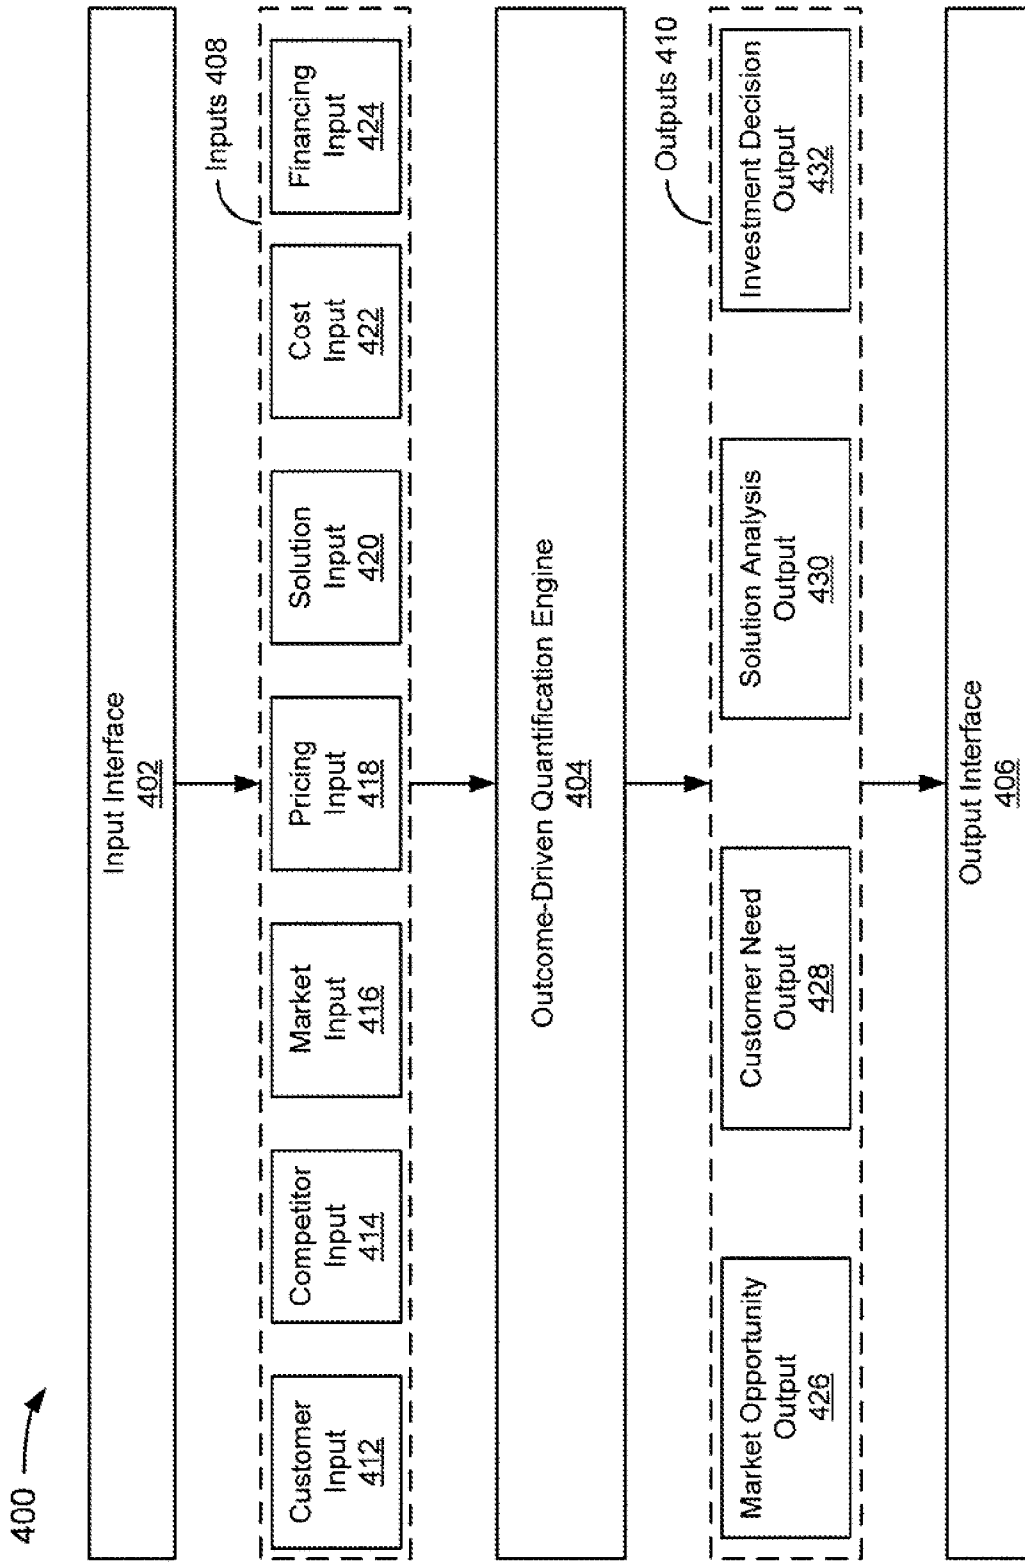 400
Input Interface
402
Inputs 408
Customer
Input
412
Competitor
Input
414
Market
Input
416
Pricing
Input
418
Solution
Input
420
Cost
Input
422
Financing
Input
424
Outcome-Driven Quantification Engine
404
Outputs 410
Market Opportunity
Output
426
Customer Need
Output
428
Solution Analysis
Output
430
Investment Decision
Output
432
Output Interface
406